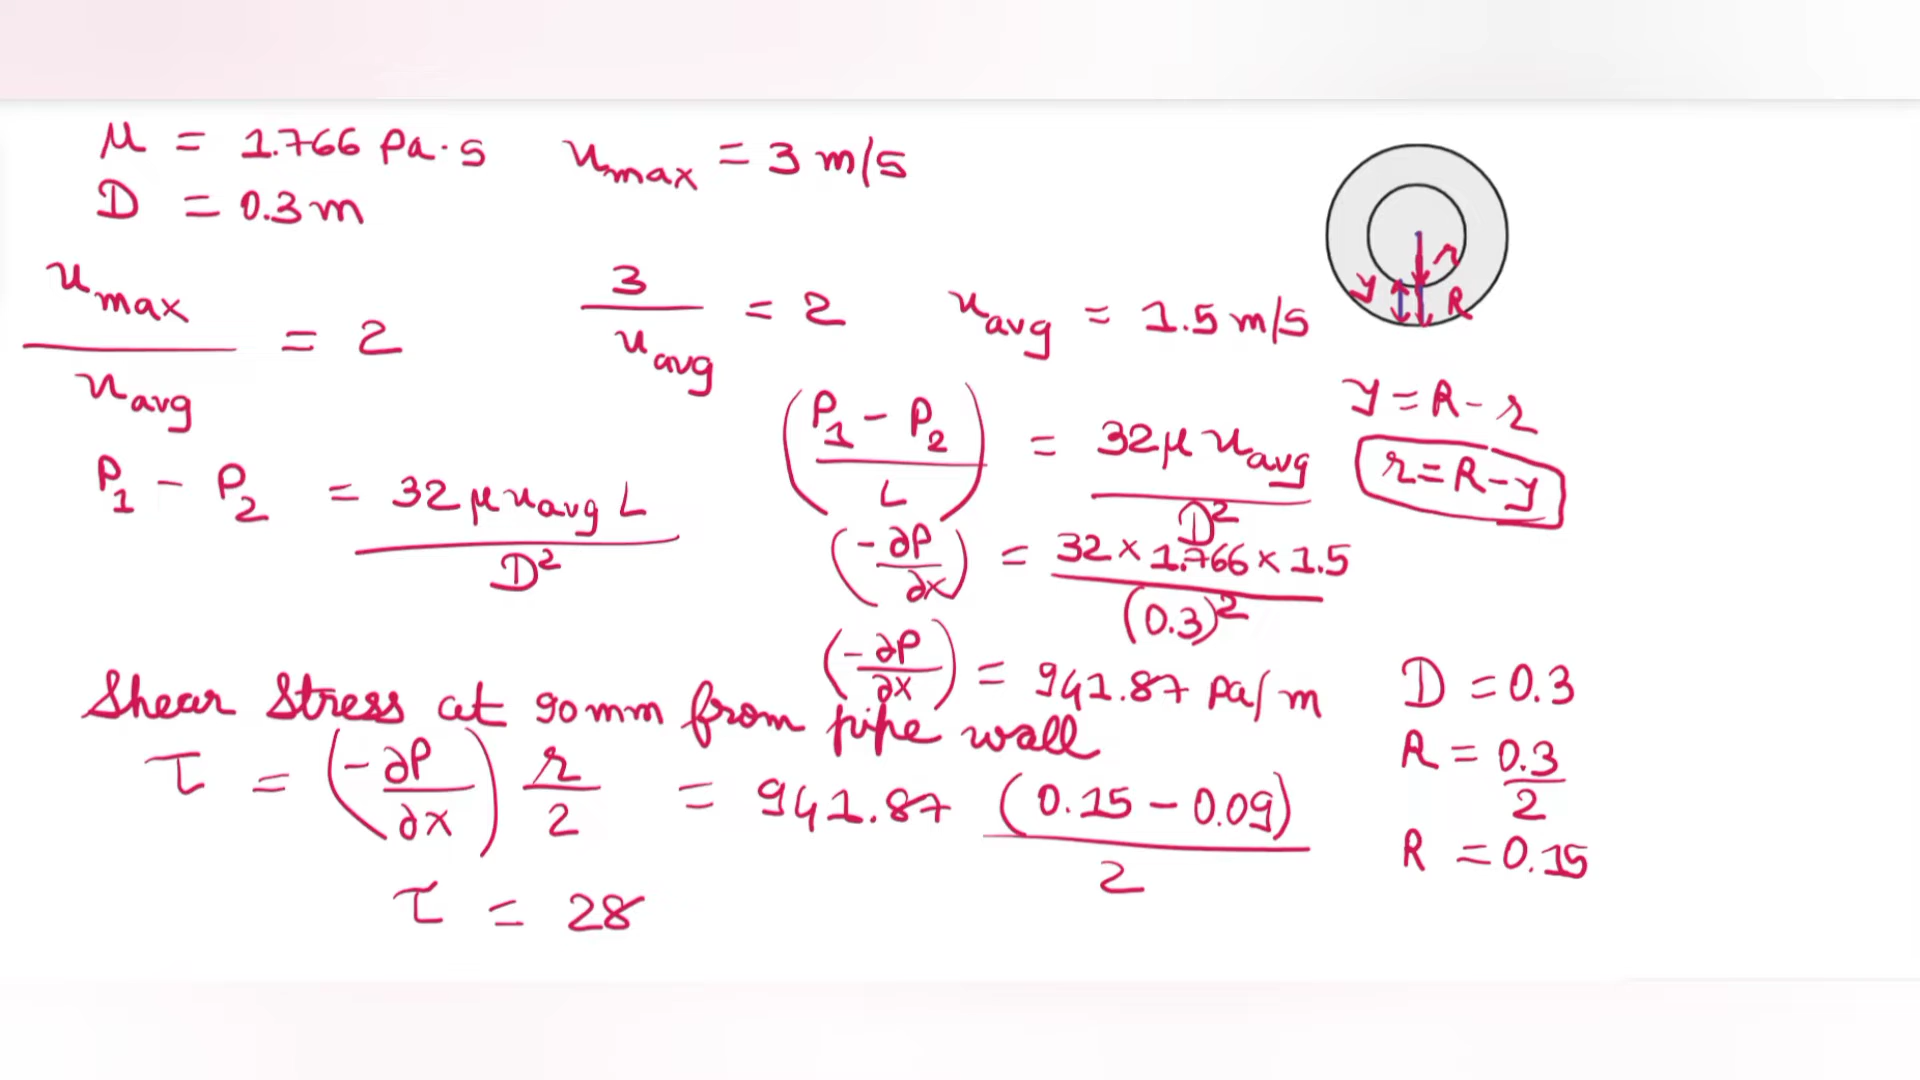 μ = 1.766 Pa·s   u_max = 3 m/s
D = 0.3 m
u_max / u_avg = 2   3 / u_avg = 2   u_avg = 1.5 m/s
r
y R
y = R - r
r = R - y
P₁ - P₂ = 32 μ u_avg L / D²
(P₁ - P₂ / L) = 32 μ u_avg / D²
(-∂P / ∂x) = 32 × 1.766 × 1.5 / (0.3)²
(-∂P / ∂x) = 941.87 Pa/m
D = 0.3
R = 0.3 / 2
R = 0.15
Shear Stress at 90mm from pipe wall
τ = (-∂P / ∂x) r / 2 = 941.87 (0.15 - 0.09) / 2
τ = 28